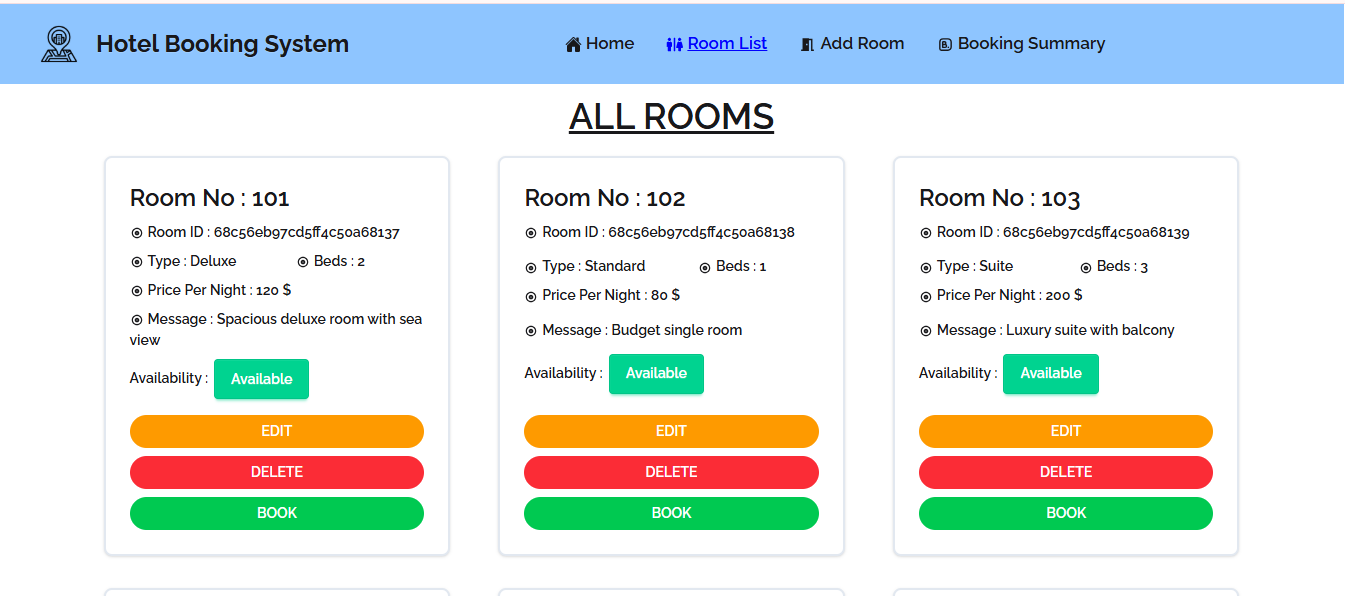 Hotel Booking System
Home Room List Add Room Booking Summary
ALL ROOMS
Room No : 101
Room ID : 68c56eb97cd5ff4c50a68137
Type : Deluxe Beds : 2
Price Per Night : 120 $
Message : Spacious deluxe room with sea
view
Availability : Available
EDIT
DELETE
BOOK
Room No : 102
Room ID : 68c56eb97cd5ff4c50a68138
Type : Standard Beds : 1
Price Per Night : 80 $
Message : Budget single room
Availability : Available
EDIT
DELETE
BOOK
Room No : 103
Room ID : 68c56eb97cd5ff4c50a68139
Type : Suite Beds : 3
Price Per Night : 200 $
Message : Luxury suite with balcony
Availability : Available
EDIT
DELETE
BOOK